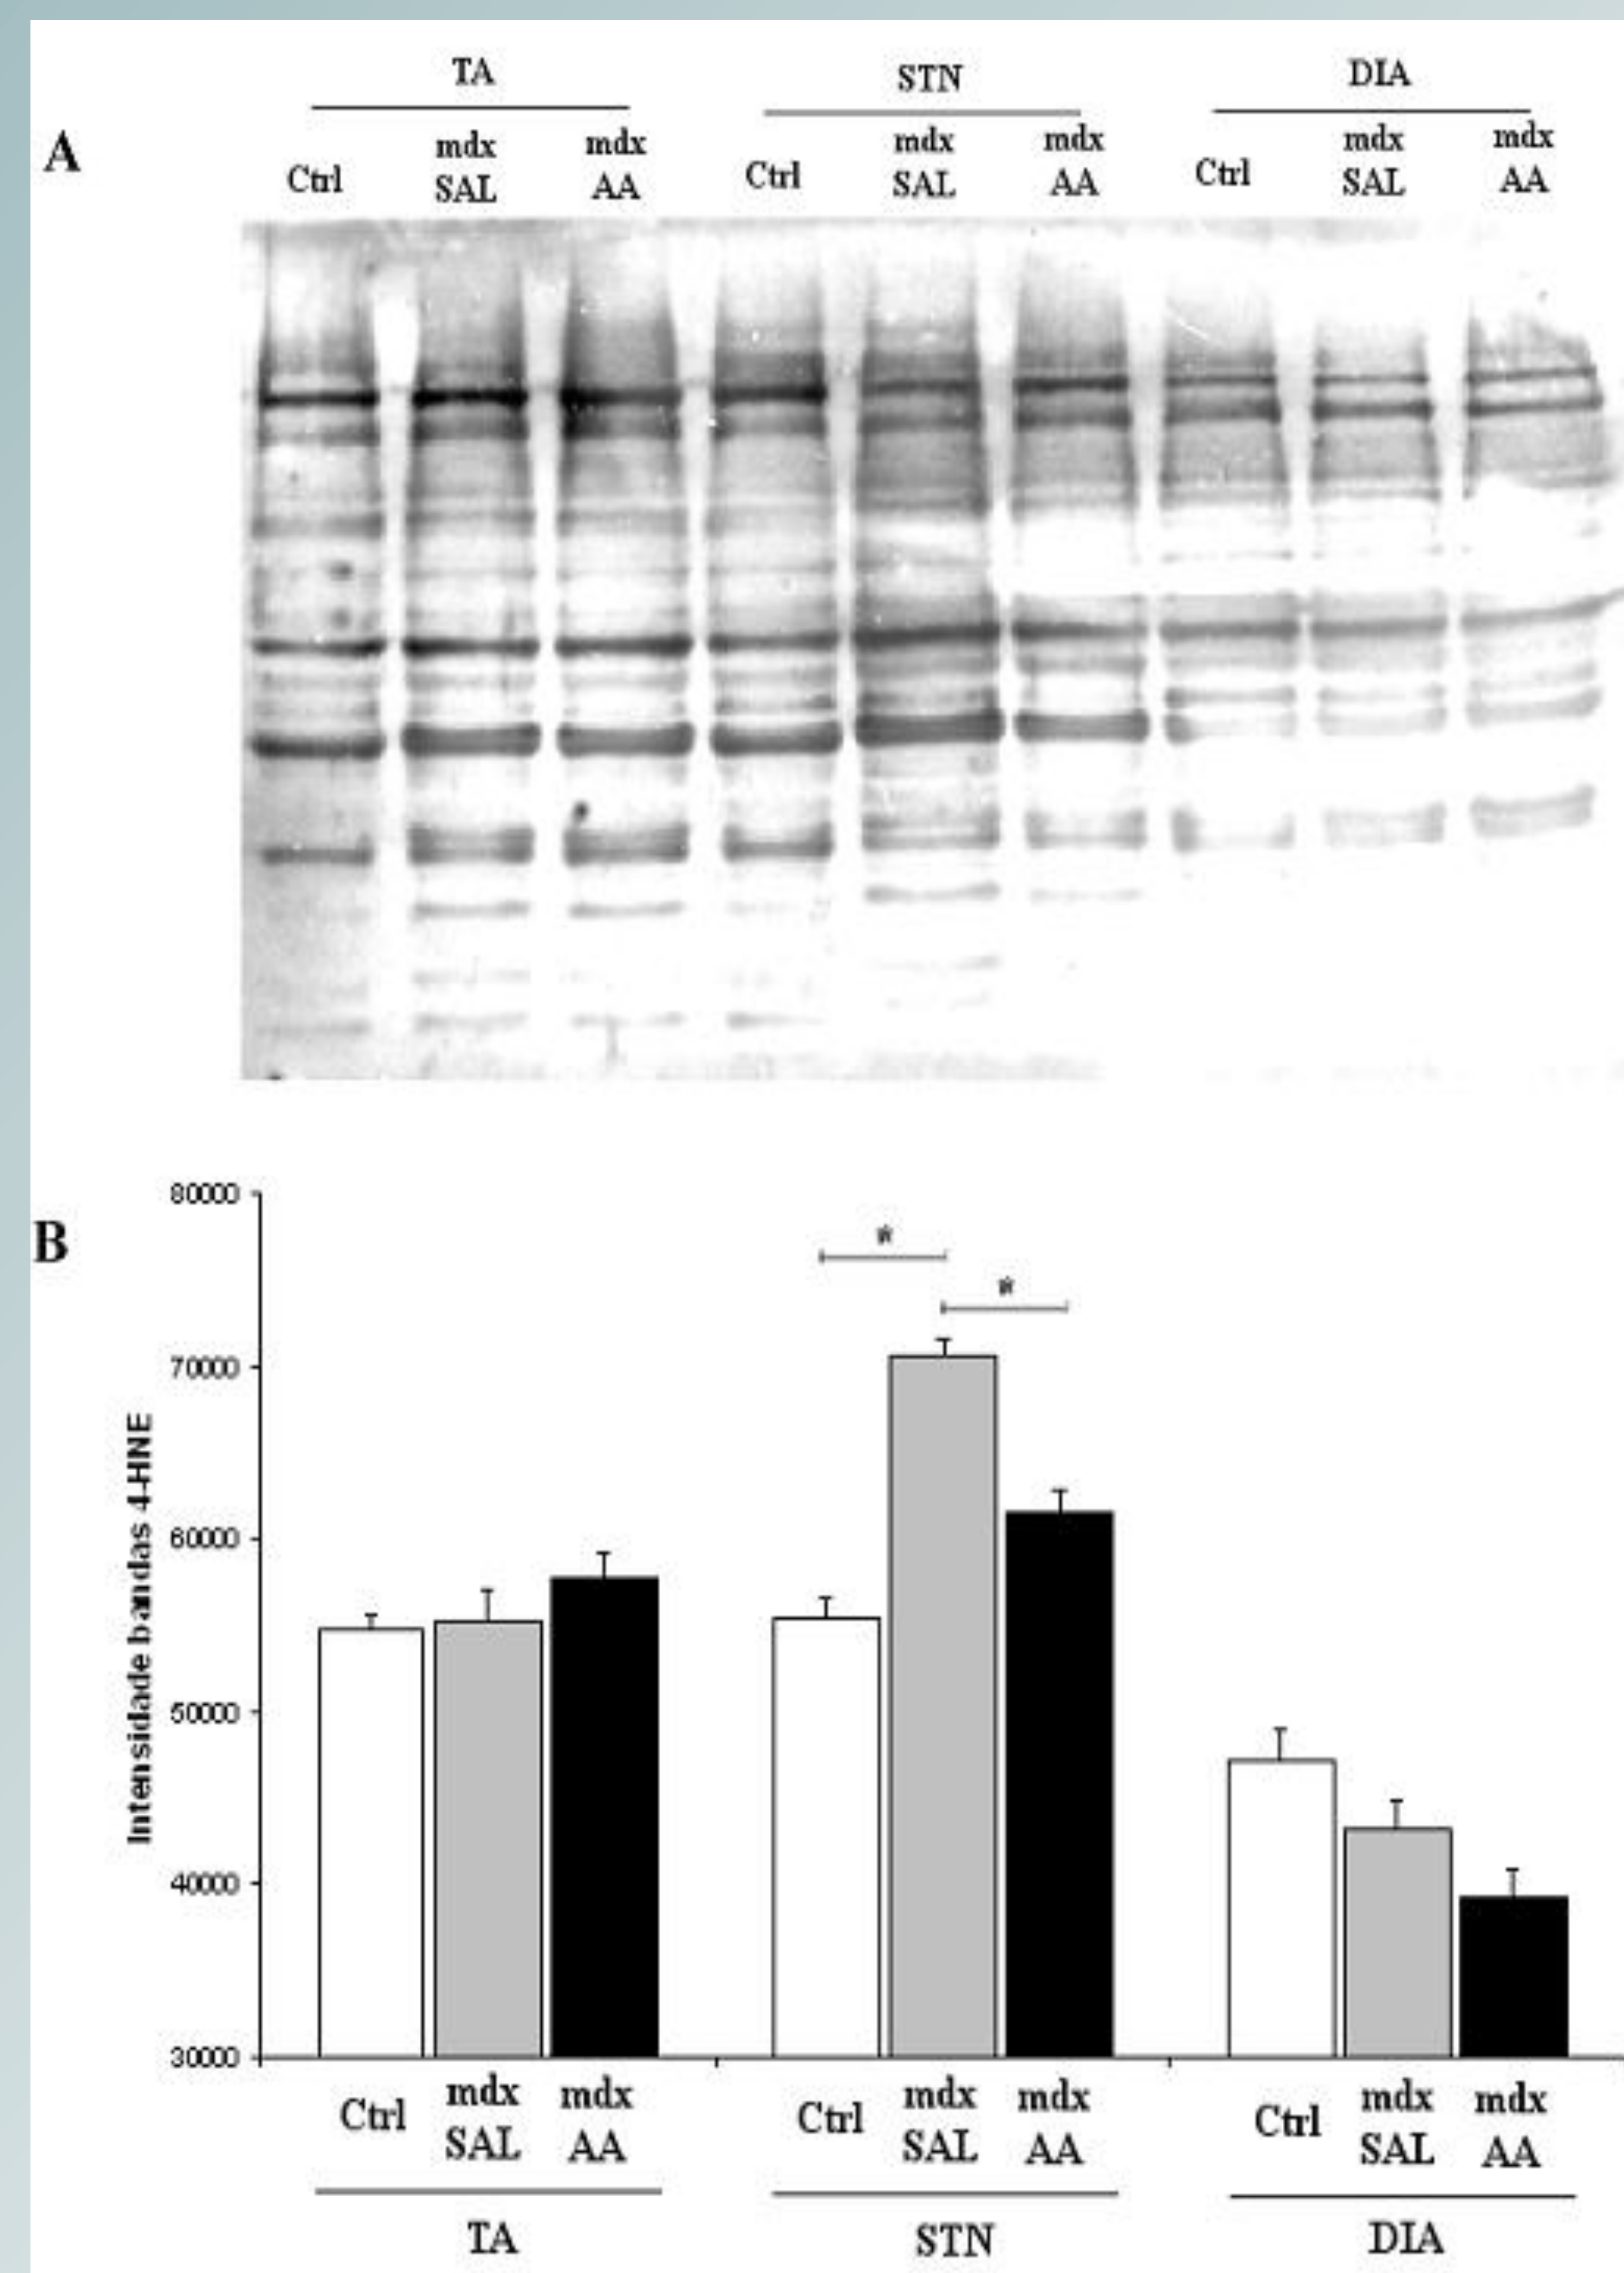 A
TA STN DIA
Ctrl mdx SAL mdx AA Ctrl mdx SAL mdx AA Ctrl mdx SAL mdx AA
B
80000
70000
60000
50000
40000
30000
Intensidade bandas 4-HNE
* *
Ctrl mdx SAL mdx AA Ctrl mdx SAL mdx AA Ctrl mdx SAL mdx AA
TA STN DIA